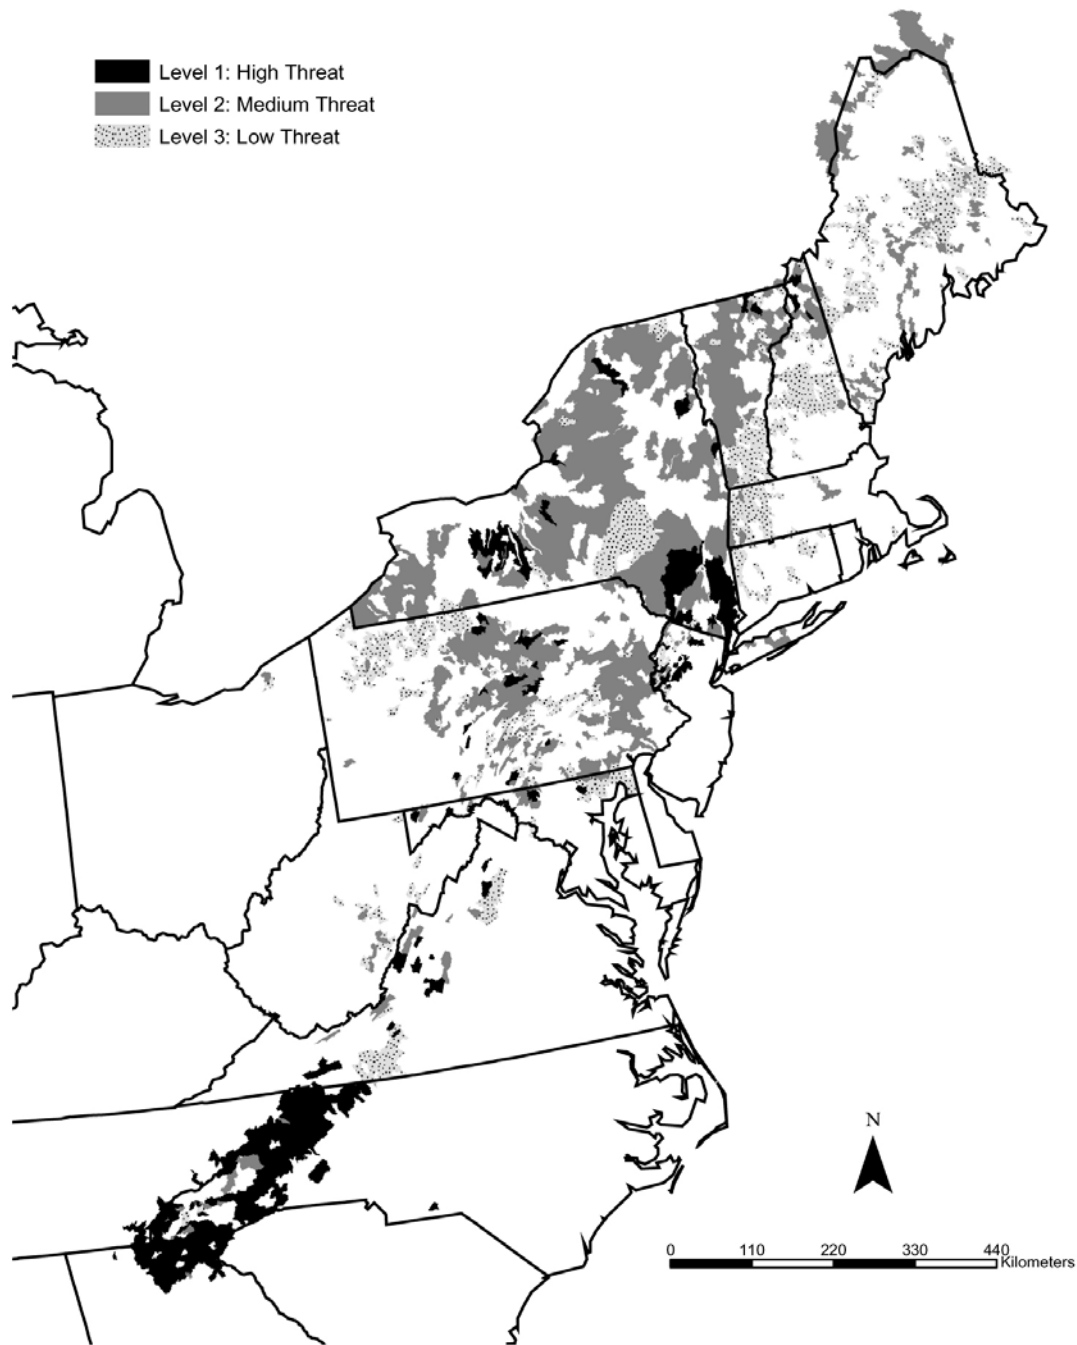 Level 1: High Threat
Level 2: Medium Threat
Level 3: Low Threat
N
0 110 220 330 440
Kilometers